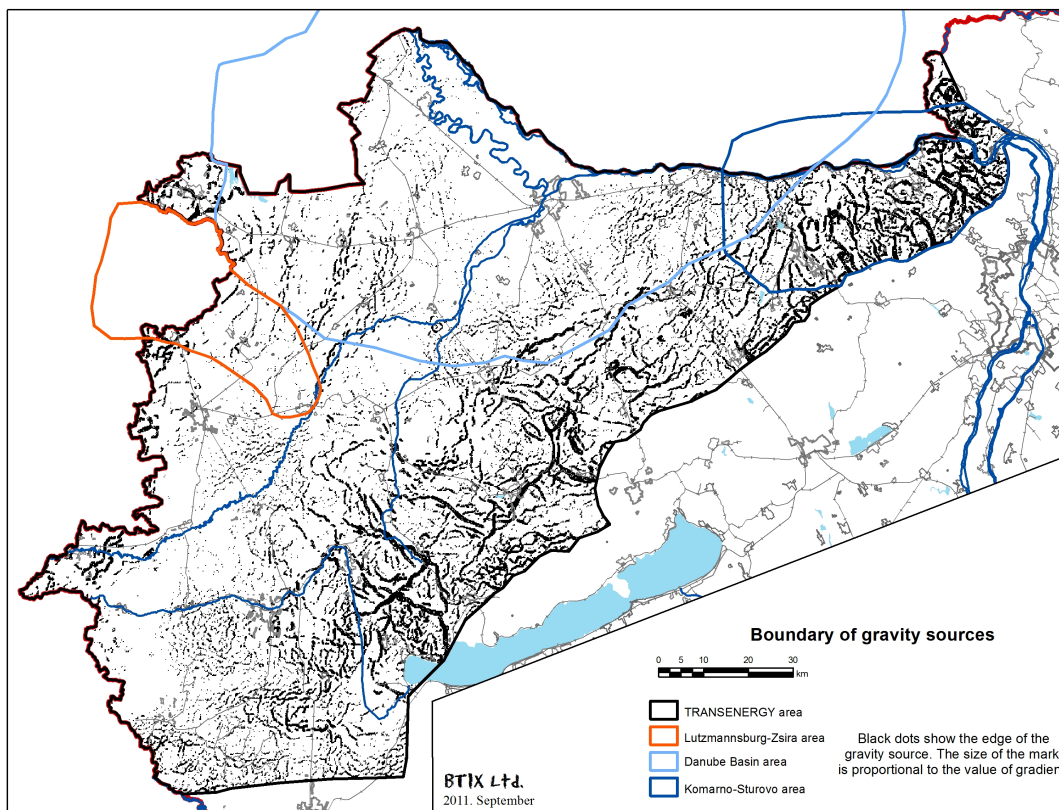 Boundary of gravity sources
0 5 10 20 30
km
TRANSENERGY area
Lutzmannsburg-Zsira area
Danube Basin area
Komarno-Sturovo area
Black dots show the edge of the
gravity source. The size of the mark
is proportional to the value of gradien
BTIX Ltd.
2011. September